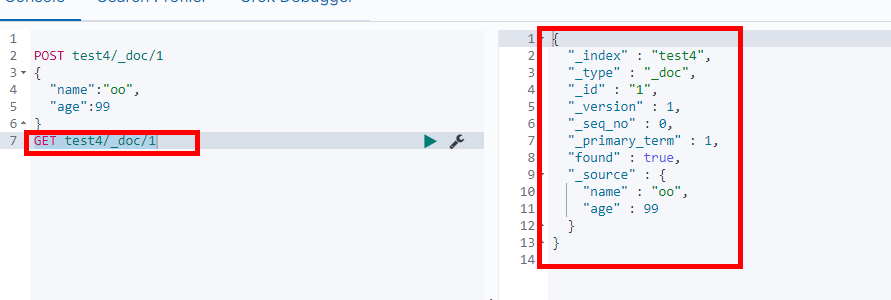 Console Search Profiler Grok Debugger
1
2 POST test4/_doc/1
3 {
4 "name":"oo",
5 "age":99
6 }
7 GET test4/_doc/1
1 {
2 "_index" : "test4",
3 "_type" : "_doc",
4 "_id" : "1",
5 "_version" : 1,
6 "_seq_no" : 0,
7 "_primary_term" : 1,
8 "found" : true,
9 "_source" : {
10 "name" : "oo",
11 "age" : 99
12 }
13 }
14